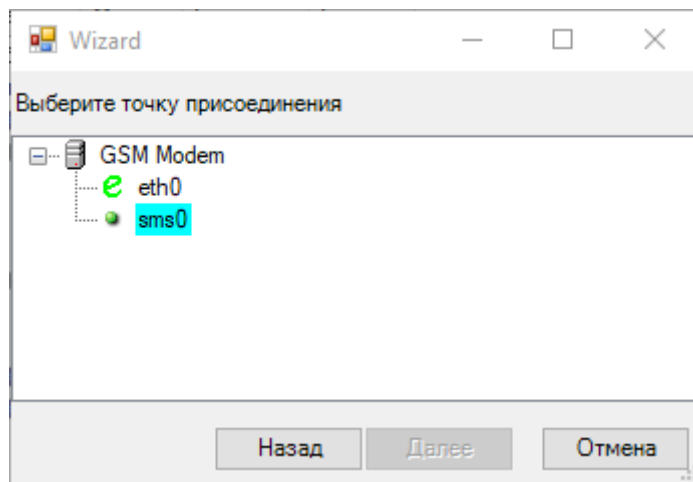 Wizard
Выберите точку присоединения
GSM Modem
eth0
sms0
Назад Далее Отмена